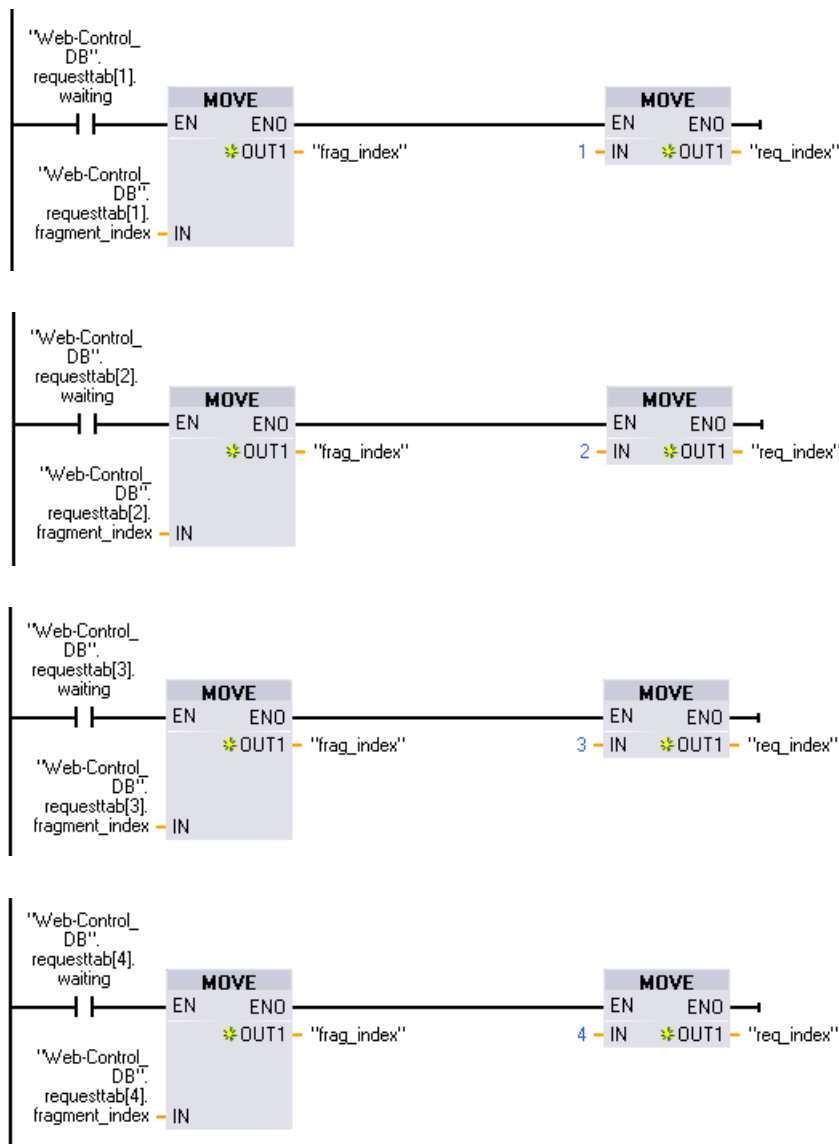 "Web-Control_
DB".
requesttab[1].
waiting
MOVE
EN ENO
OUT1 "frag_index"
"Web-Control_
DB".
requesttab[1].
fragment_index IN
MOVE
EN ENO
1 IN OUT1 "req_index"
"Web-Control_
DB".
requesttab[2].
waiting
MOVE
EN ENO
OUT1 "frag_index"
"Web-Control_
DB".
requesttab[2].
fragment_index IN
MOVE
EN ENO
2 IN OUT1 "req_index"
"Web-Control_
DB".
requesttab[3].
waiting
MOVE
EN ENO
OUT1 "frag_index"
"Web-Control_
DB".
requesttab[3].
fragment_index IN
MOVE
EN ENO
3 IN OUT1 "req_index"
"Web-Control_
DB".
requesttab[4].
waiting
MOVE
EN ENO
OUT1 "frag_index"
"Web-Control_
DB".
requesttab[4].
fragment_index IN
MOVE
EN ENO
4 IN OUT1 "req_index"